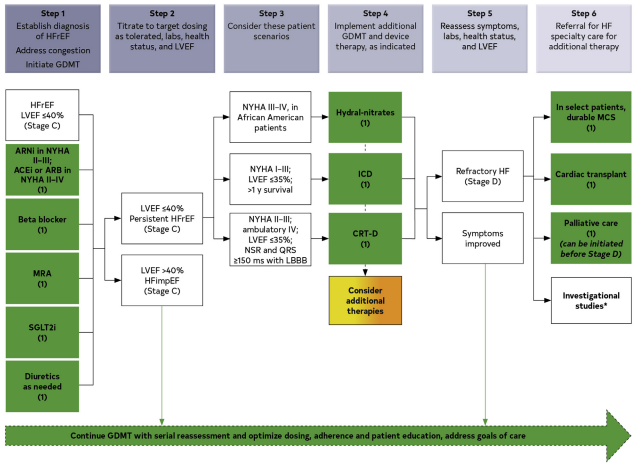 Step 1
Establish diagnosis
of HFrEF
Address congestion
Initiate GDMT
Step 2
Titrate to target dosing
as tolerated, labs, health
status, and LVEF
Step 3
Consider these patient
scenarios
Step 4
Implement additional
GDMT and device
therapy, as indicated
Step 5
Reassess symptoms,
labs, health status,
and LVEF
Step 6
Referral for HF
specialty care for
additional therapy
HFrEF
LVEF ≤40%
(Stage C)
ARNi in NYHA
II–III;
ACEi or ARB in
NYHA II–IV
(1)
Beta blocker
(1)
MRA
(1)
SGLT2i
(1)
Diuretics
as needed
(1)
LVEF ≤40%
Persistent HFrEF
(Stage C)
LVEF >40%
HFimpEF
(Stage C)
NYHA III–IV, in
African American
patients
NYHA I–III;
LVEF ≤35%;
>1 y survival
NYHA II–III;
ambulatory IV;
LVEF ≤35%;
NSR and QRS
≥150 ms with LBBB
Hydral-nitrates
(1)
ICD
(1)
CRT-D
(1)
Consider
additional
therapies
Refractory HF
(Stage D)
Symptoms
improved
In select patients,
durable MCS
(1)
Cardiac transplant
(1)
Palliative care
(1)
(can be initiated
before Stage D)
Investigational
studies*
Continue GDMT with serial reassessment and optimize dosing, adherence and patient education, address goals of care